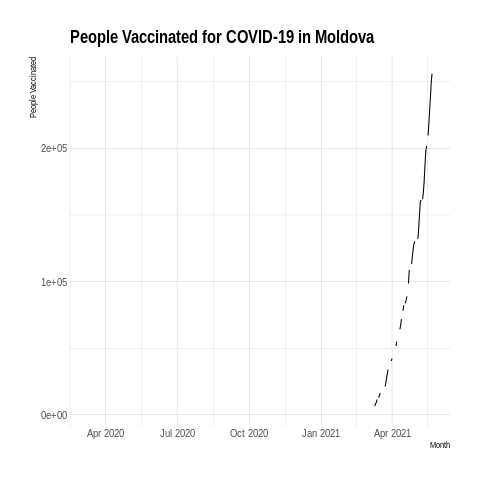 People Vaccinated for COVID-19 in Moldova
People Vaccinated
2e+05
1e+05
0e+00
Apr 2020 Jul 2020 Oct 2020 Jan 2021 Apr 2021
Month